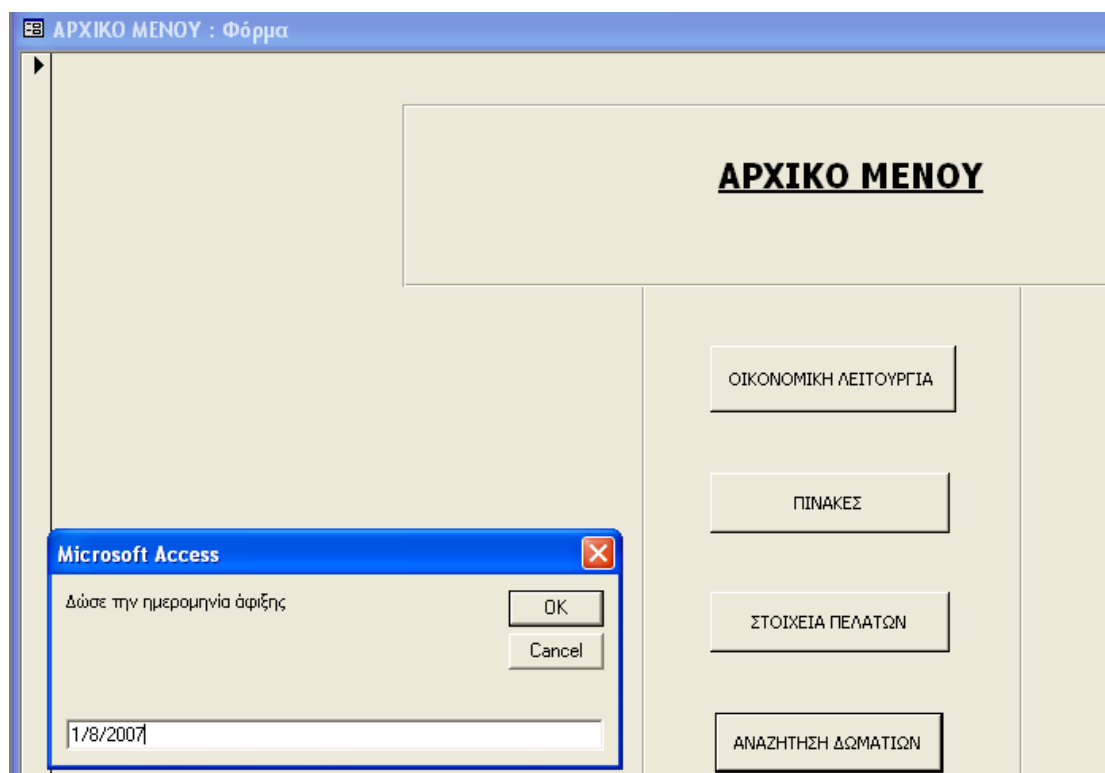 ΑΡΧΙΚΟ ΜΕΝΟΥ : Φόρμα
ΑΡΧΙΚΟ ΜΕΝΟΥ
ΟΙΚΟΝΟΜΙΚΗ ΛΕΙΤΟΥΡΓΙΑ
ΠΙΝΑΚΕΣ
Microsoft Access
Δώσε την ημερομηνία άφιξης
OK
Cancel
1/8/2007
ΣΤΟΙΧΕΙΑ ΠΕΛΑΤΩΝ
ΑΝΑΖΗΤΗΣΗ ΔΩΜΑΤΙΩΝ